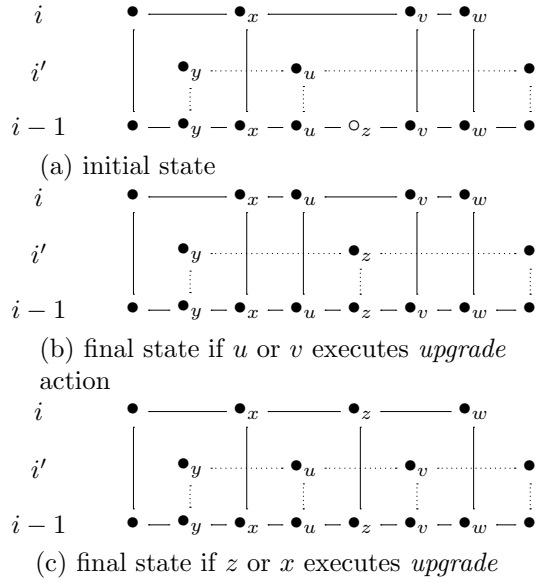 i x v w
i′ y u
i − 1 y x u z v w
(a) initial state
i x u v w
i′ y z
i − 1 y x u z v w
(b) final state if u or v executes upgrade
action
i x z w
i′ y u v
i − 1 y x u z v w
(c) final state if z or x executes upgrade